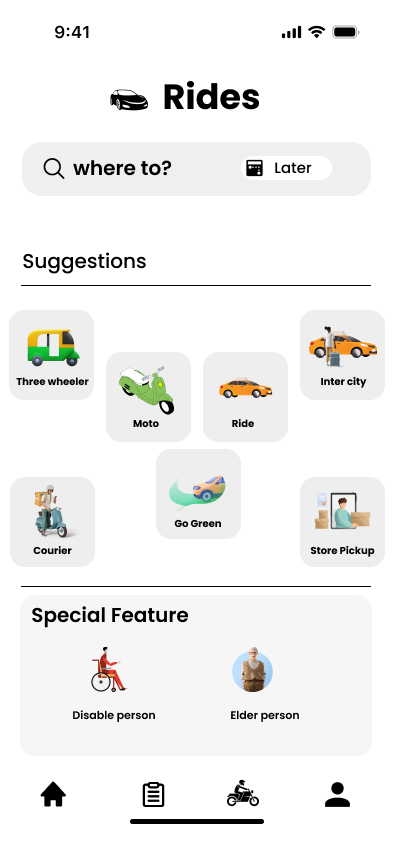 9:41
Rides
where to?
Later
Suggestions
Three wheeler
Moto
Ride
Inter city
Courier
Go Green
Store Pickup
Special Feature
Disable person
Elder person